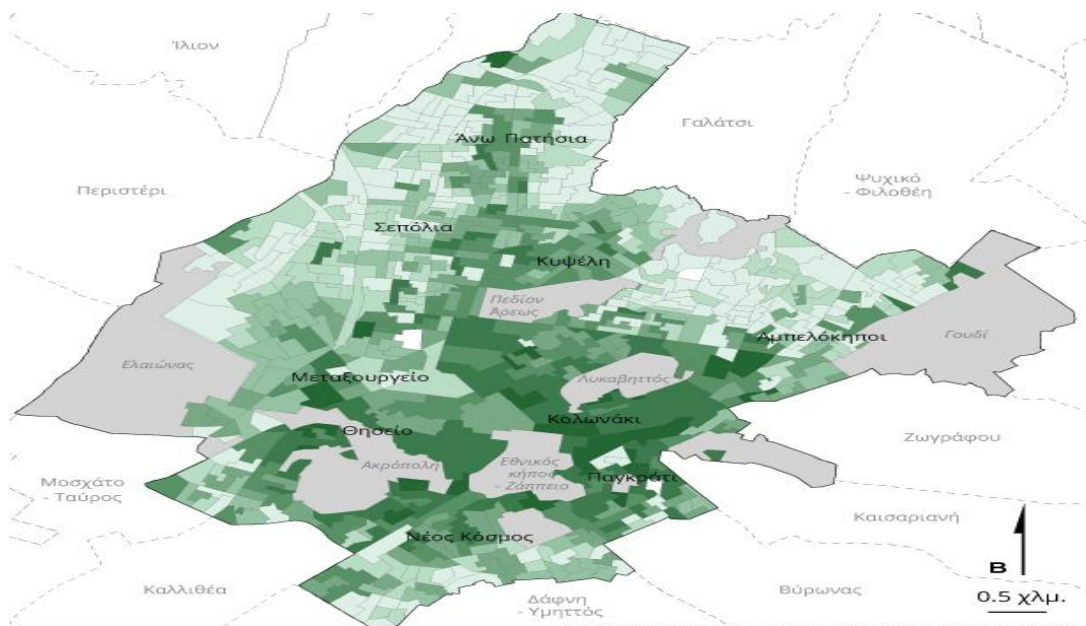 Ίλιον
Γαλάτσι
Άνω Πατήσια
Περιστέρι
Ψυχικό
- Φιλοθέη
Σεπόλια
Κυψέλη
Πεδίον
Άρεως
Αμπελόκηποι
Γουδί
Ελαιώνας
Μεταξουργείο
Λυκαβηττός
Κολωνάκι
Θησείο
Ζωγράφου
Ακρόπολη
Εθνικός
κήπος
- Ζάππειο
Παγκράτι
Μοσχάτο
- Ταύρος
Καισαριανή
Νέος Κόσμος
Β
Καλλιθέα
Δάφνη
- Υμηττός
Βύρωνας
0.5 χλμ.